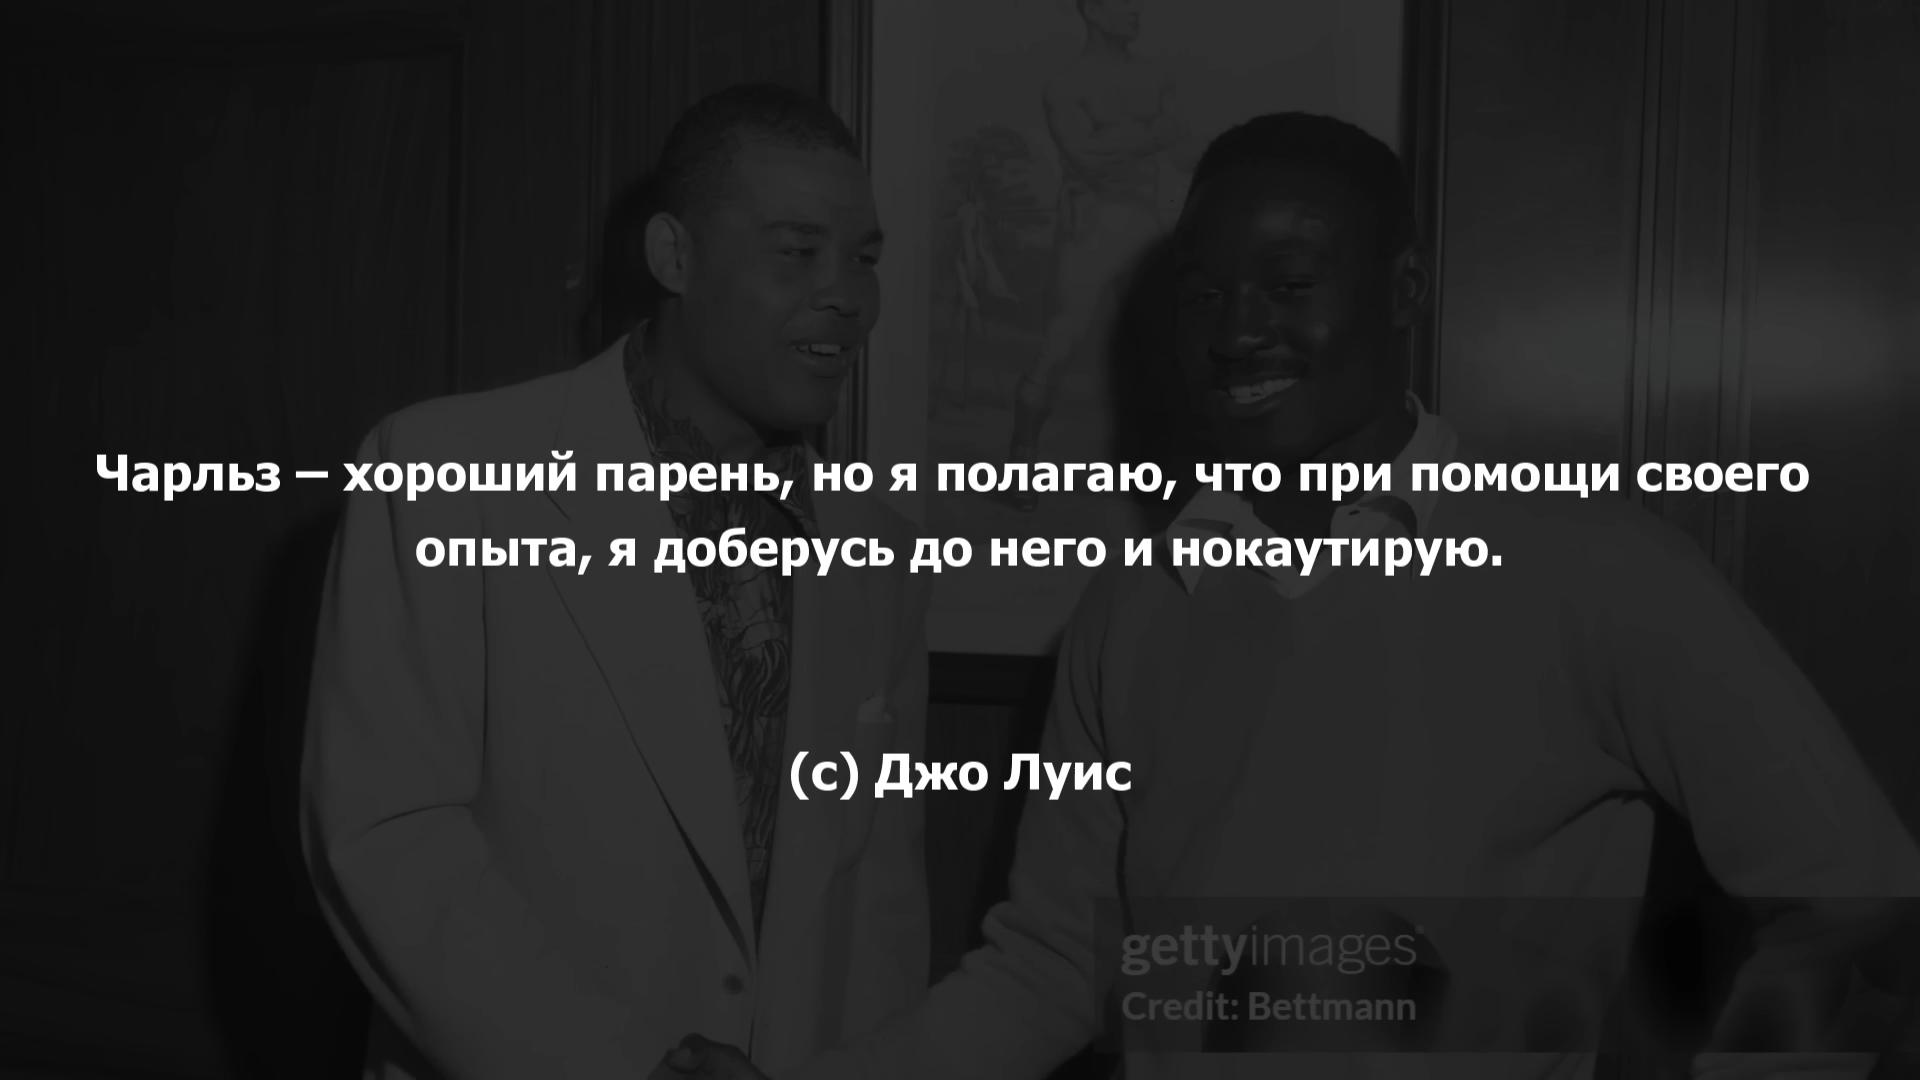 Чарльз – хороший парень, но я полагаю, что при помощи своего
опыта, я доберусь до него и нокаутирую.
(с) Джо Луис
gettyimages®
Credit: Bettmann